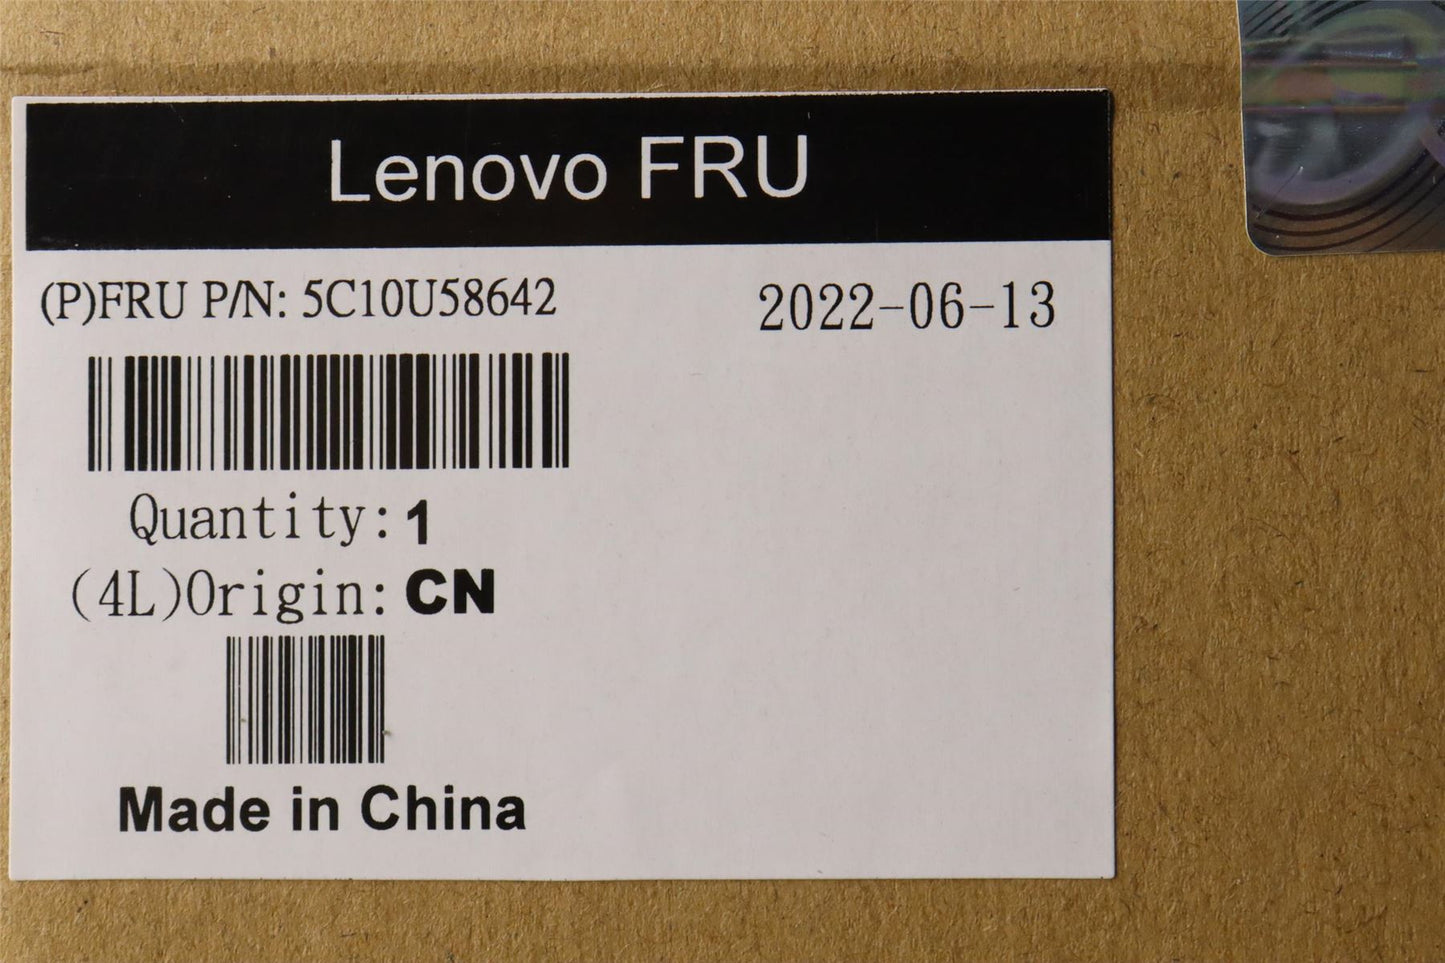 Lenovo FRU
(P)FRU P/N: 5C10U58642
2022-06-13
Quantity: 1
(4L)Origin: CN
Made in China